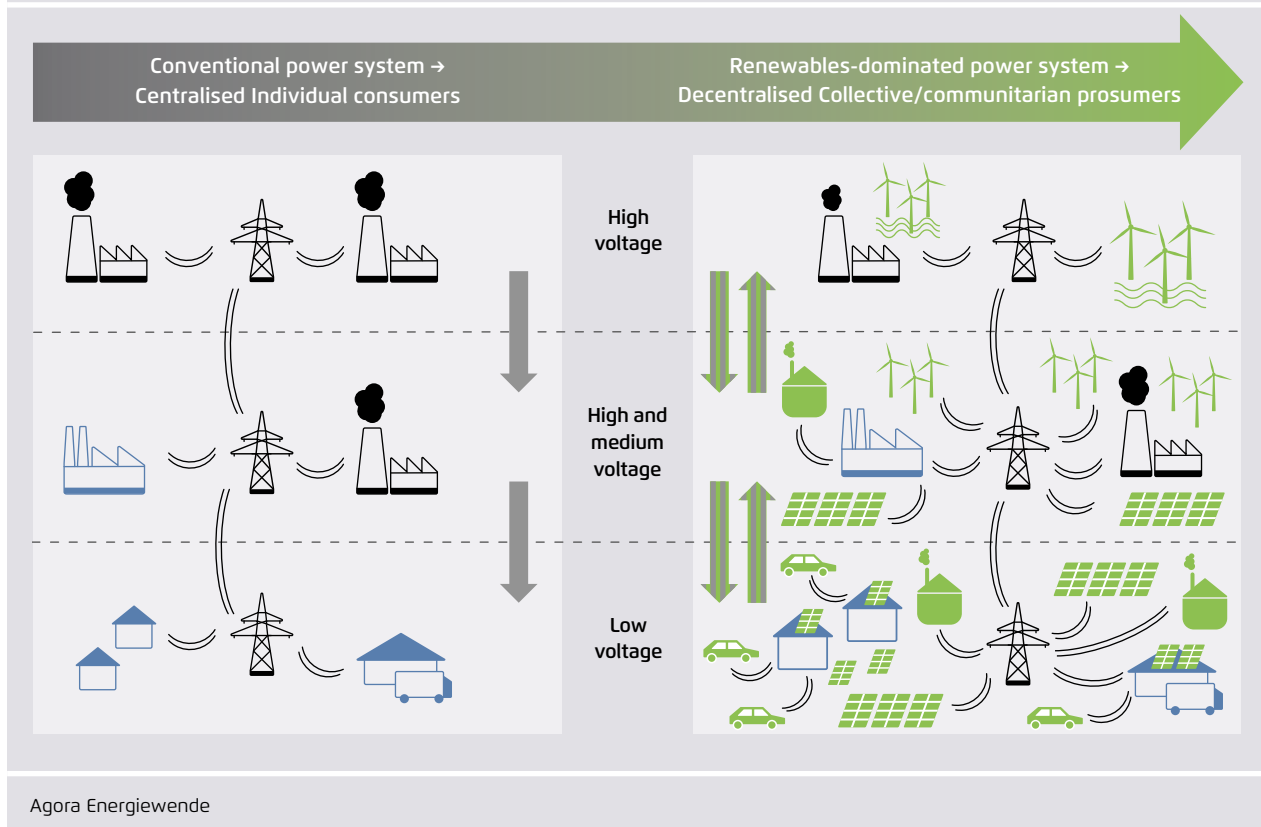 Conventional power system →
Centralised Individual consumers
Renewables-dominated power system →
Decentralised Collective/communitarian prosumers
High
voltage
High and
medium
voltage
Low
voltage
Agora Energiewende